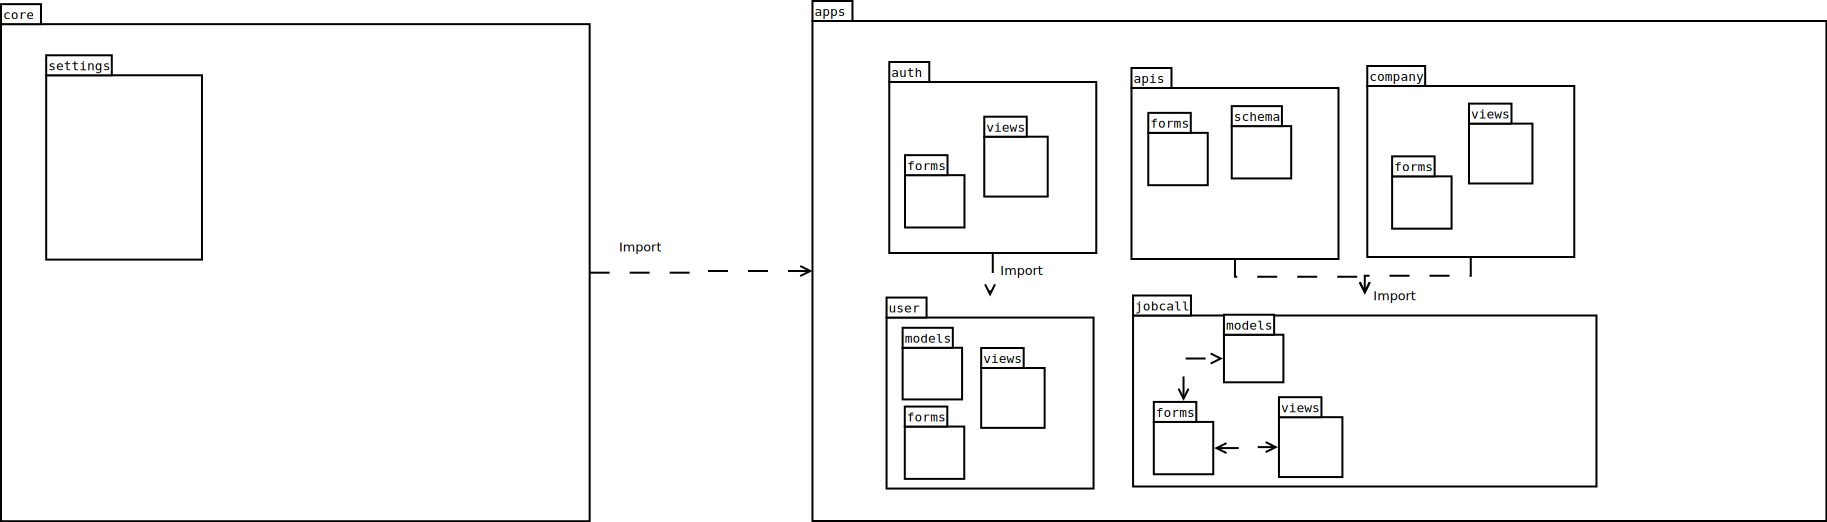 core
settings
Import
apps
auth
views
forms
apis
forms
schema
company
views
forms
Import
Import
user
models
views
forms
jobcall
models
forms
views